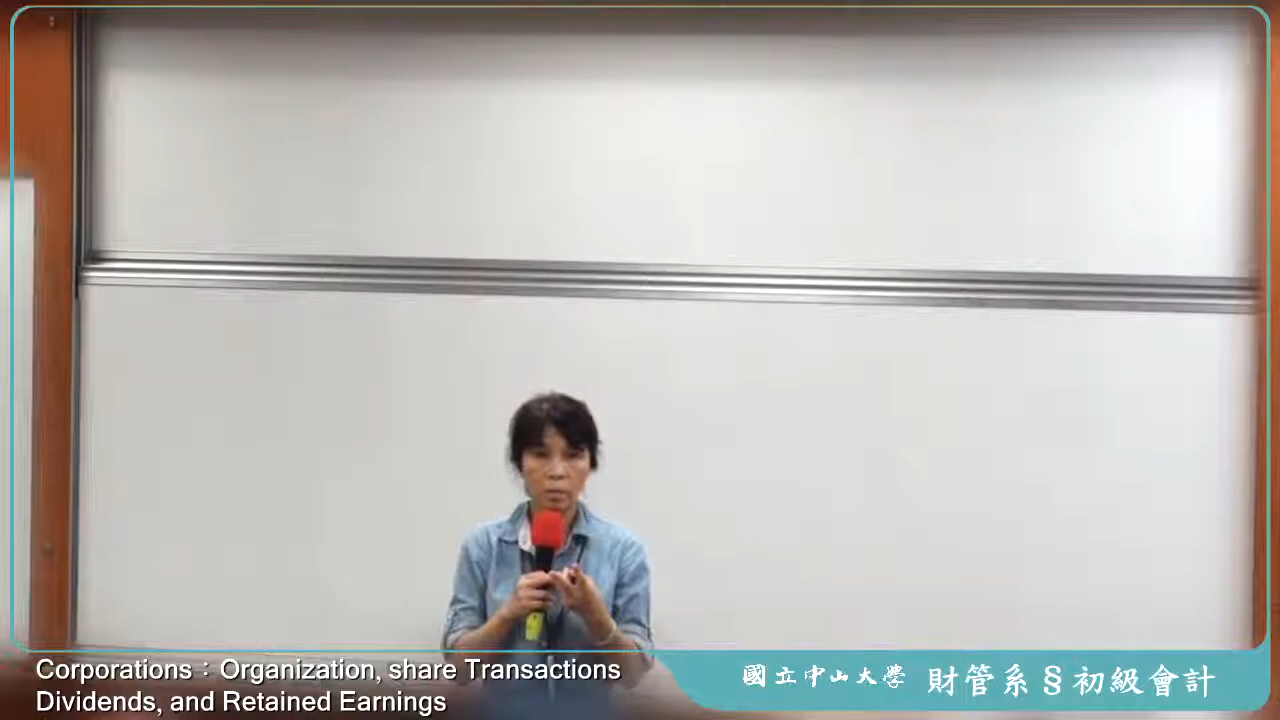 Corporations：Organization, share Transactions
Dividends, and Retained Earnings
國立中山大學 財管系§初級會計